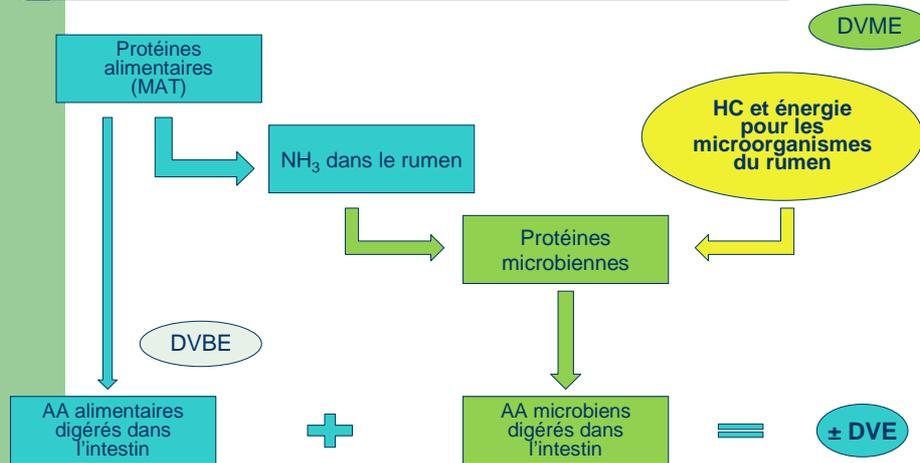 DVME
Protéines
alimentaires
(MAT)
HC et énergie
pour les
microorganismes
du rumen
NH₃ dans le rumen
Protéines
microbiennes
DVBE
AA alimentaires
digérés dans
l'intestin
AA microbiens
digérés dans
l'intestin
± DVE